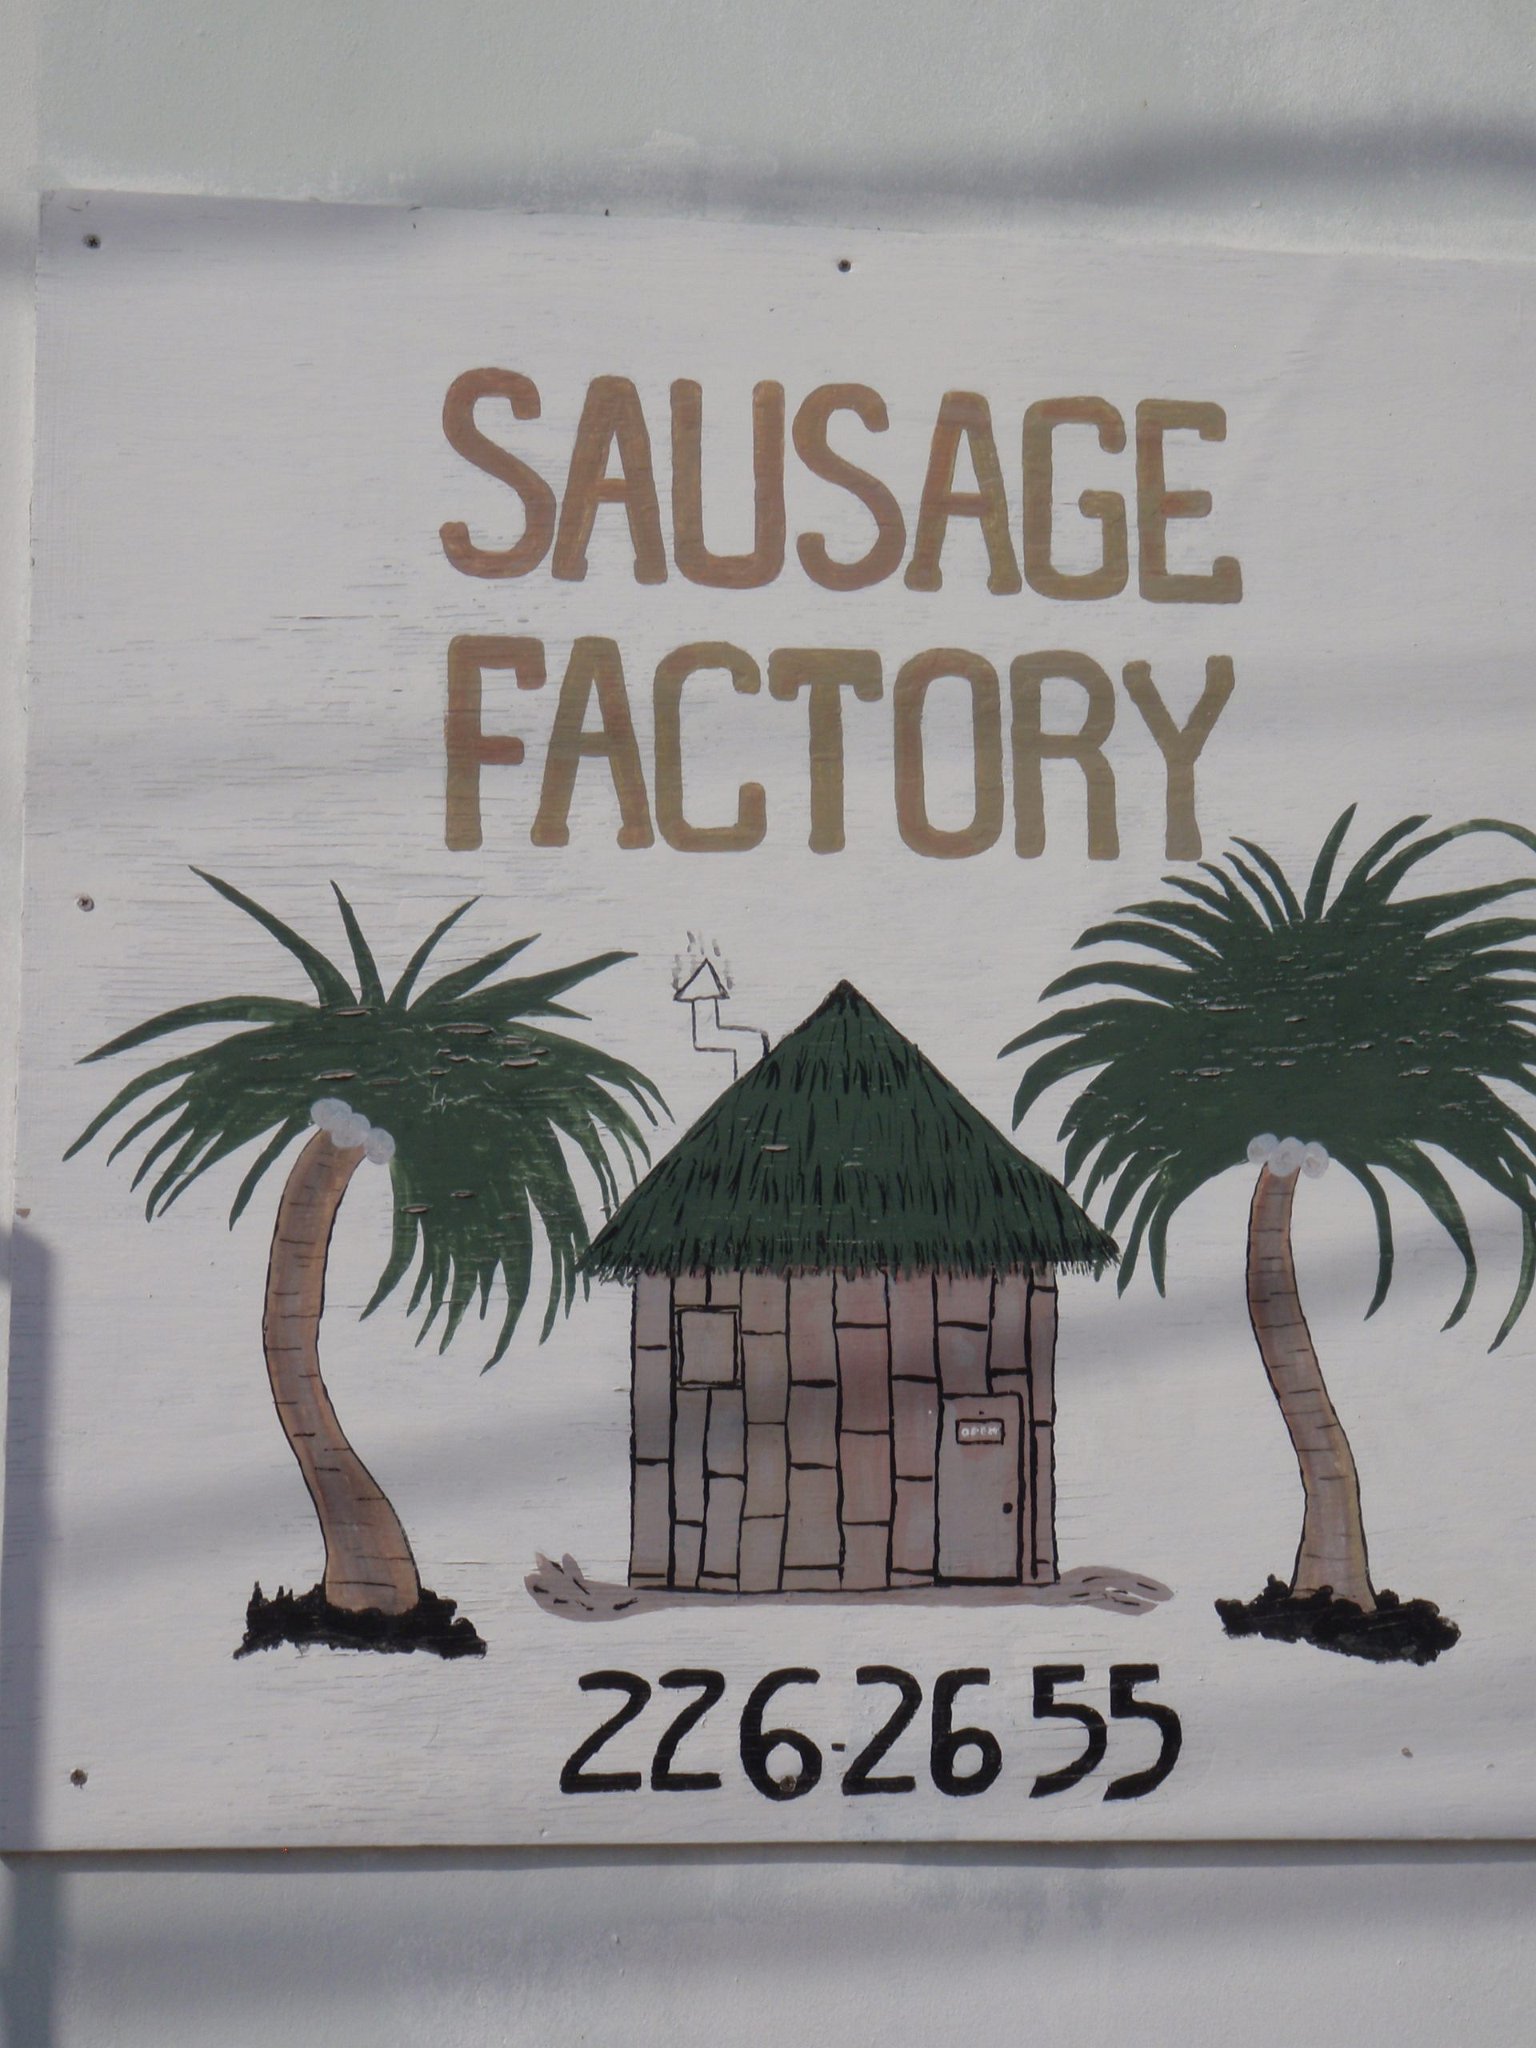 SAUSAGE
FACTORY
OPEN
226-2655